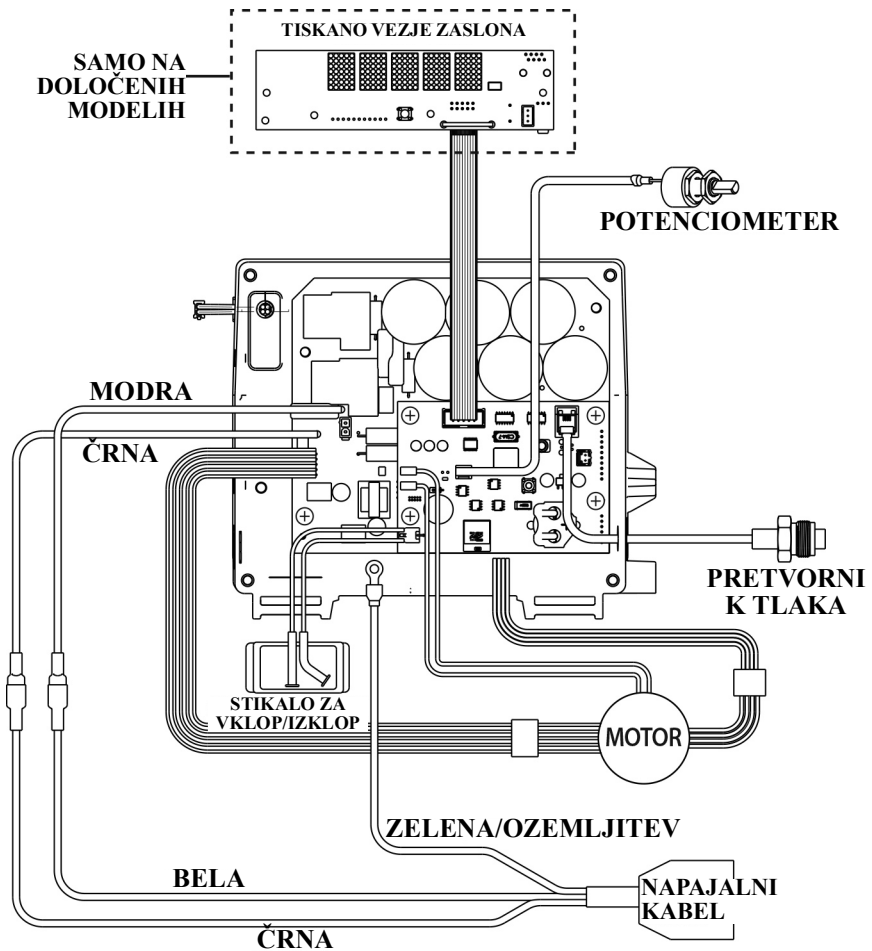 TISKANO VEZJE ZASLONA
SAMO NA
DOLOČENIH
MODELIH
POTENCIOMETER
MODRA
ČRNA
PRETVORNI
K TLAKA
STIKALO ZA
VKLOP/IZKLOP
MOTOR
ZELENA/OZEMLJITEV
BELA
NAPAJALNI
KABEL
ČRNA